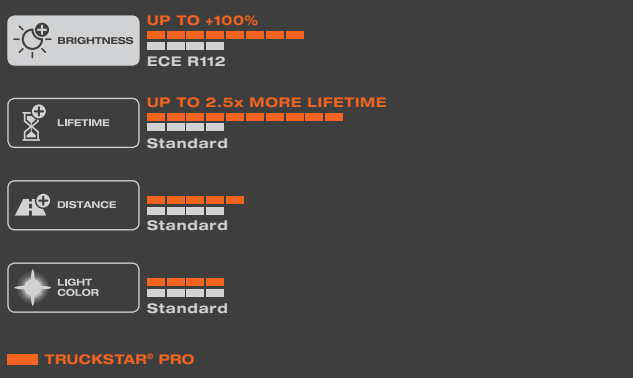 BRIGHTNESS
UP TO +100%
ECE R112
LIFETIME
UP TO 2.5x MORE LIFETIME
Standard
DISTANCE
Standard
LIGHT
COLOR
Standard
TRUCKSTAR® PRO